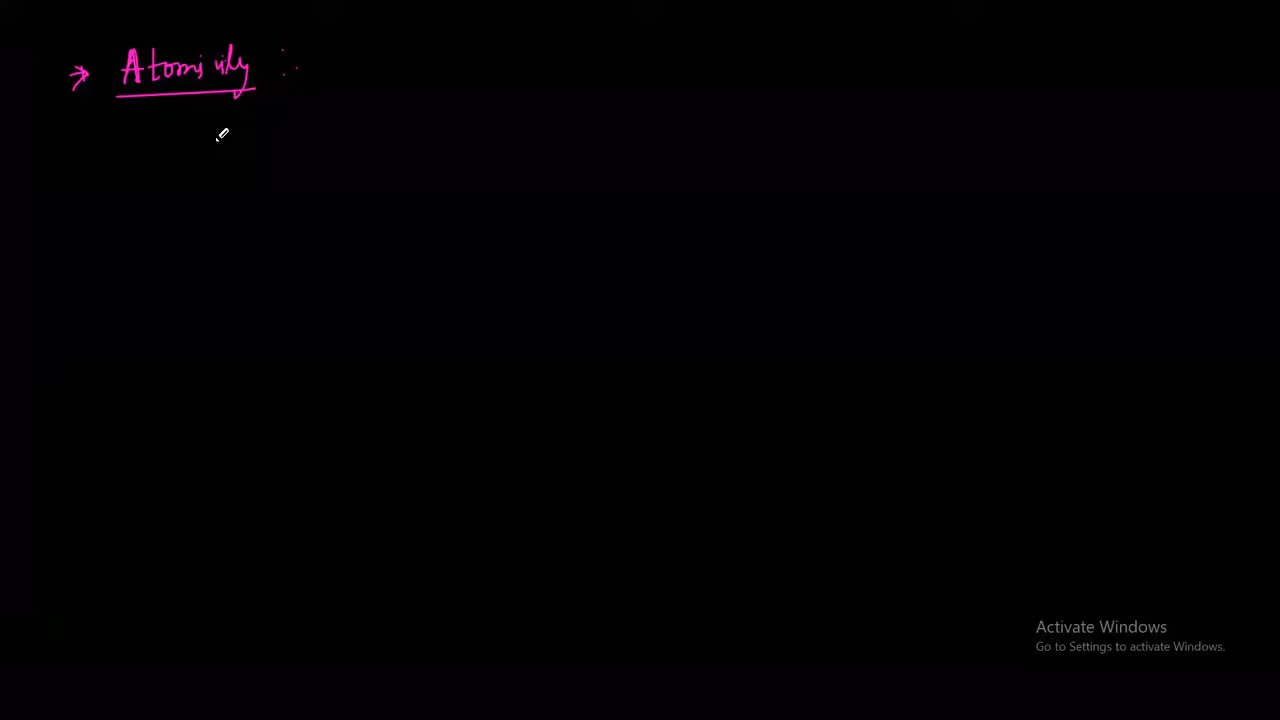 → Atomicity :-
Activate Windows
Go to Settings to activate Windows.